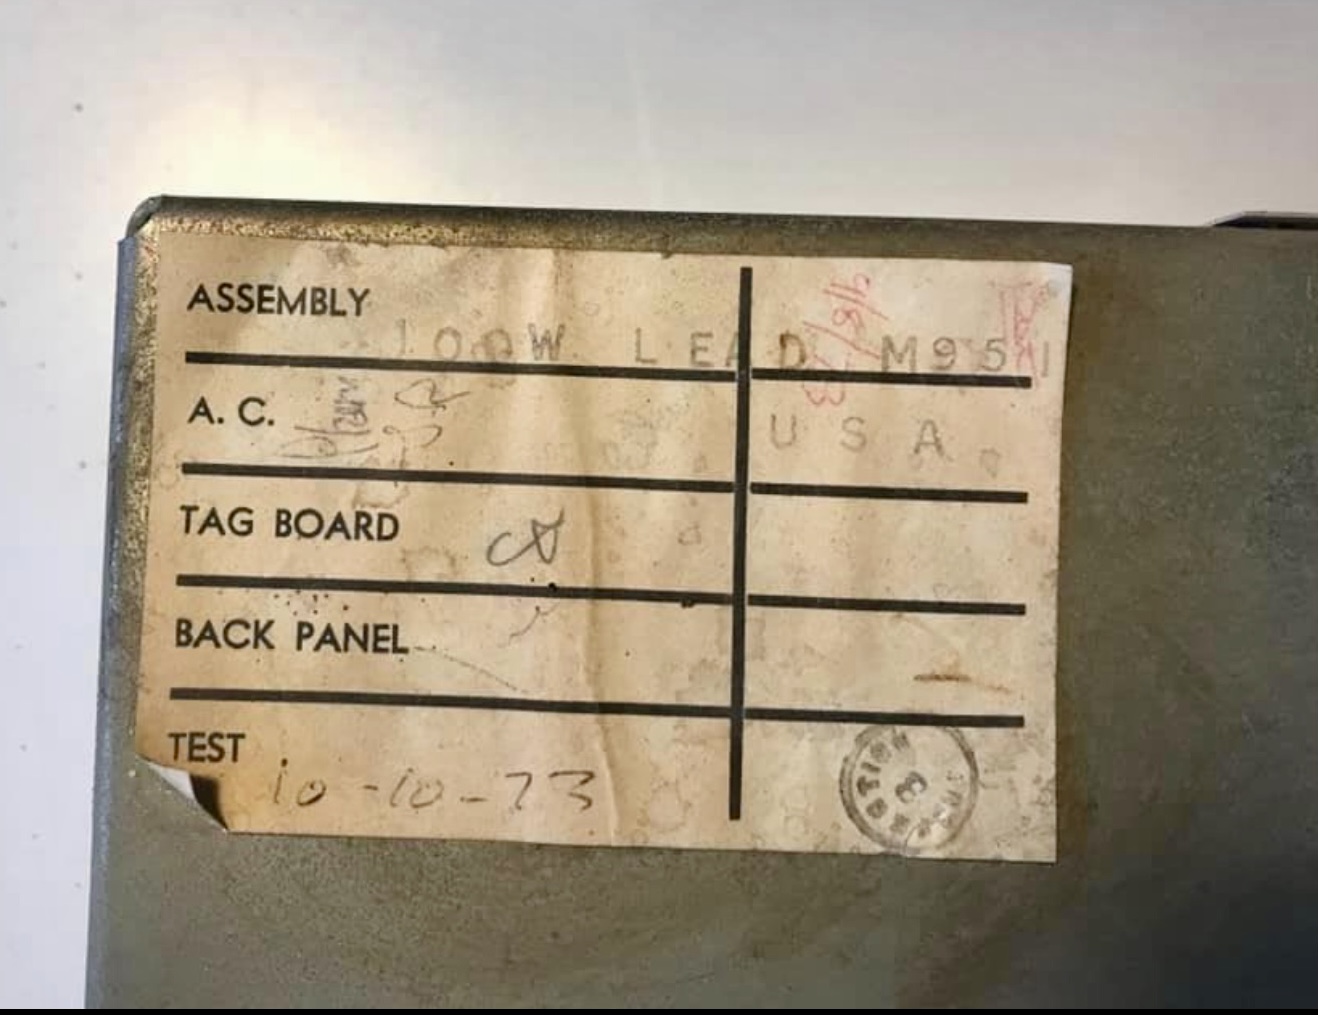 ASSEMBLY
100W LEAD M95
A. C.
USA
TAG BOARD
BACK PANEL
TEST
10-10-73